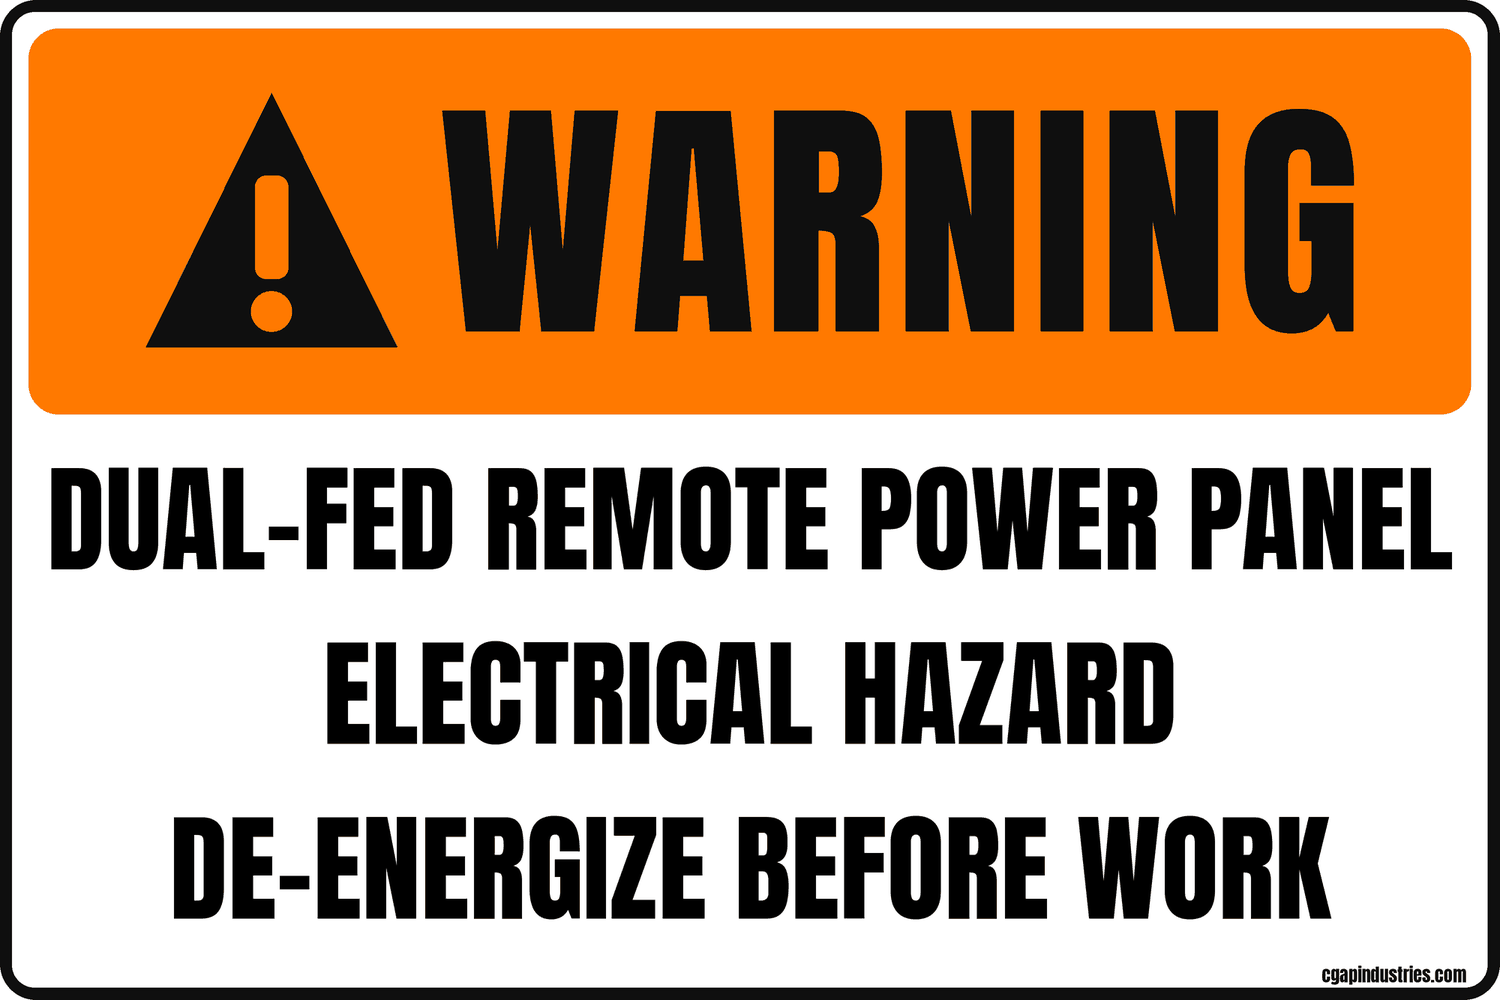 WARNING
DUAL-FED REMOTE POWER PANEL
ELECTRICAL HAZARD
DE-ENERGIZE BEFORE WORK
cgapindustries.com